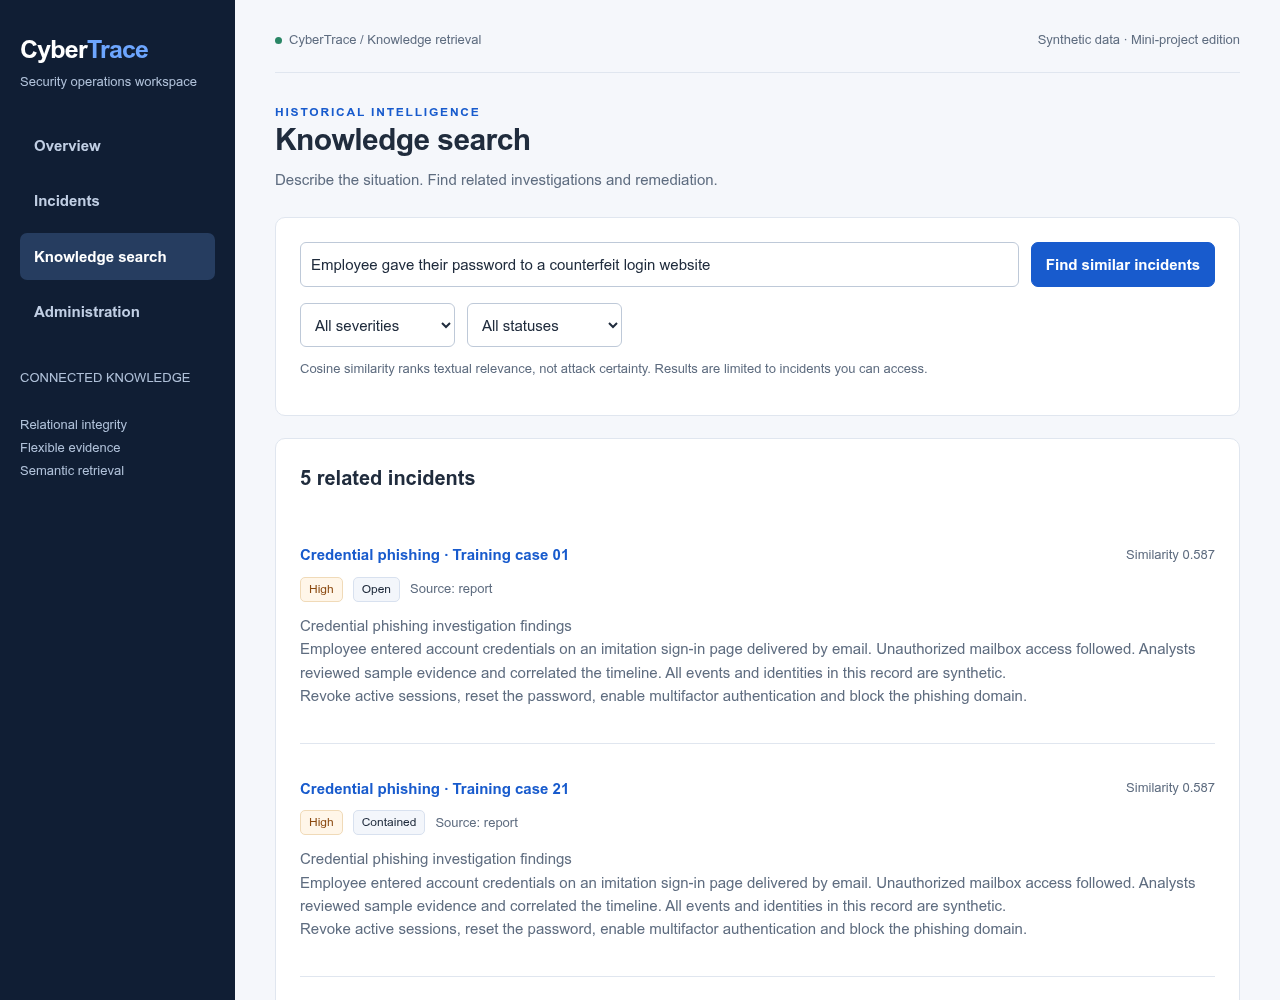 CyberTrace
Security operations workspace
Overview
Incidents
Knowledge search
Administration
CONNECTED KNOWLEDGE
Relational integrity
Flexible evidence
Semantic retrieval
CyberTrace / Knowledge retrieval
Synthetic data · Mini-project edition
HISTORICAL INTELLIGENCE
Knowledge search
Describe the situation. Find related investigations and remediation.
Employee gave their password to a counterfeit login website
Find similar incidents
All severities
All statuses
Cosine similarity ranks textual relevance, not attack certainty. Results are limited to incidents you can access.
5 related incidents
Credential phishing · Training case 01
Similarity 0.587
High
Open
Source: report
Credential phishing investigation findings
Employee entered account credentials on an imitation sign-in page delivered by email. Unauthorized mailbox access followed. Analysts
reviewed sample evidence and correlated the timeline. All events and identities in this record are synthetic.
Revoke active sessions, reset the password, enable multifactor authentication and block the phishing domain.
Credential phishing · Training case 21
Similarity 0.587
High
Contained
Source: report
Credential phishing investigation findings
Employee entered account credentials on an imitation sign-in page delivered by email. Unauthorized mailbox access followed. Analysts
reviewed sample evidence and correlated the timeline. All events and identities in this record are synthetic.
Revoke active sessions, reset the password, enable multifactor authentication and block the phishing domain.